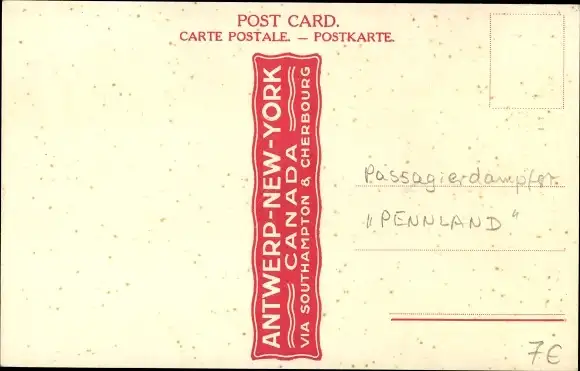 POST CARD.
CARTE POSTALE. — POSTKARTE.
ANTWERP-NEW-YORK
CANADA
VIA SOUTHAMPTON & CHERBOURG
Passagierdampfer.
„PENNLAND"
7€